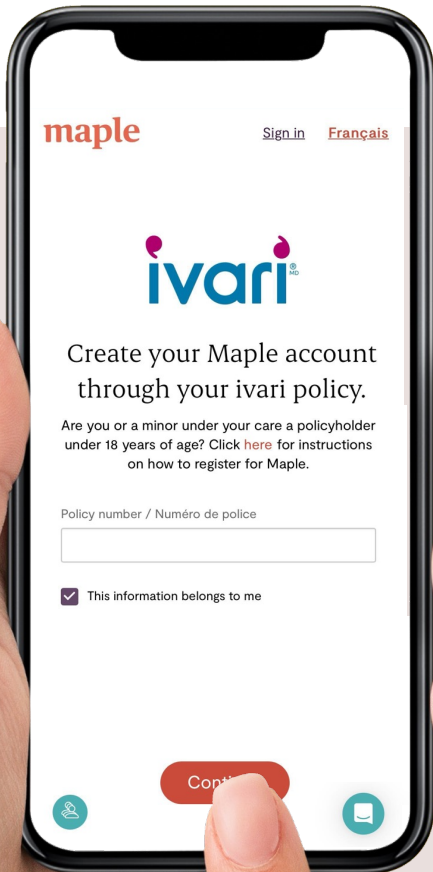 maple
Sign in
Français
ivari
®
MD
Create your Maple account
through your ivari policy.
Are you or a minor under your care a policyholder
under 18 years of age? Click here for instructions
on how to register for Maple.
Policy number / Numéro de police
This information belongs to me